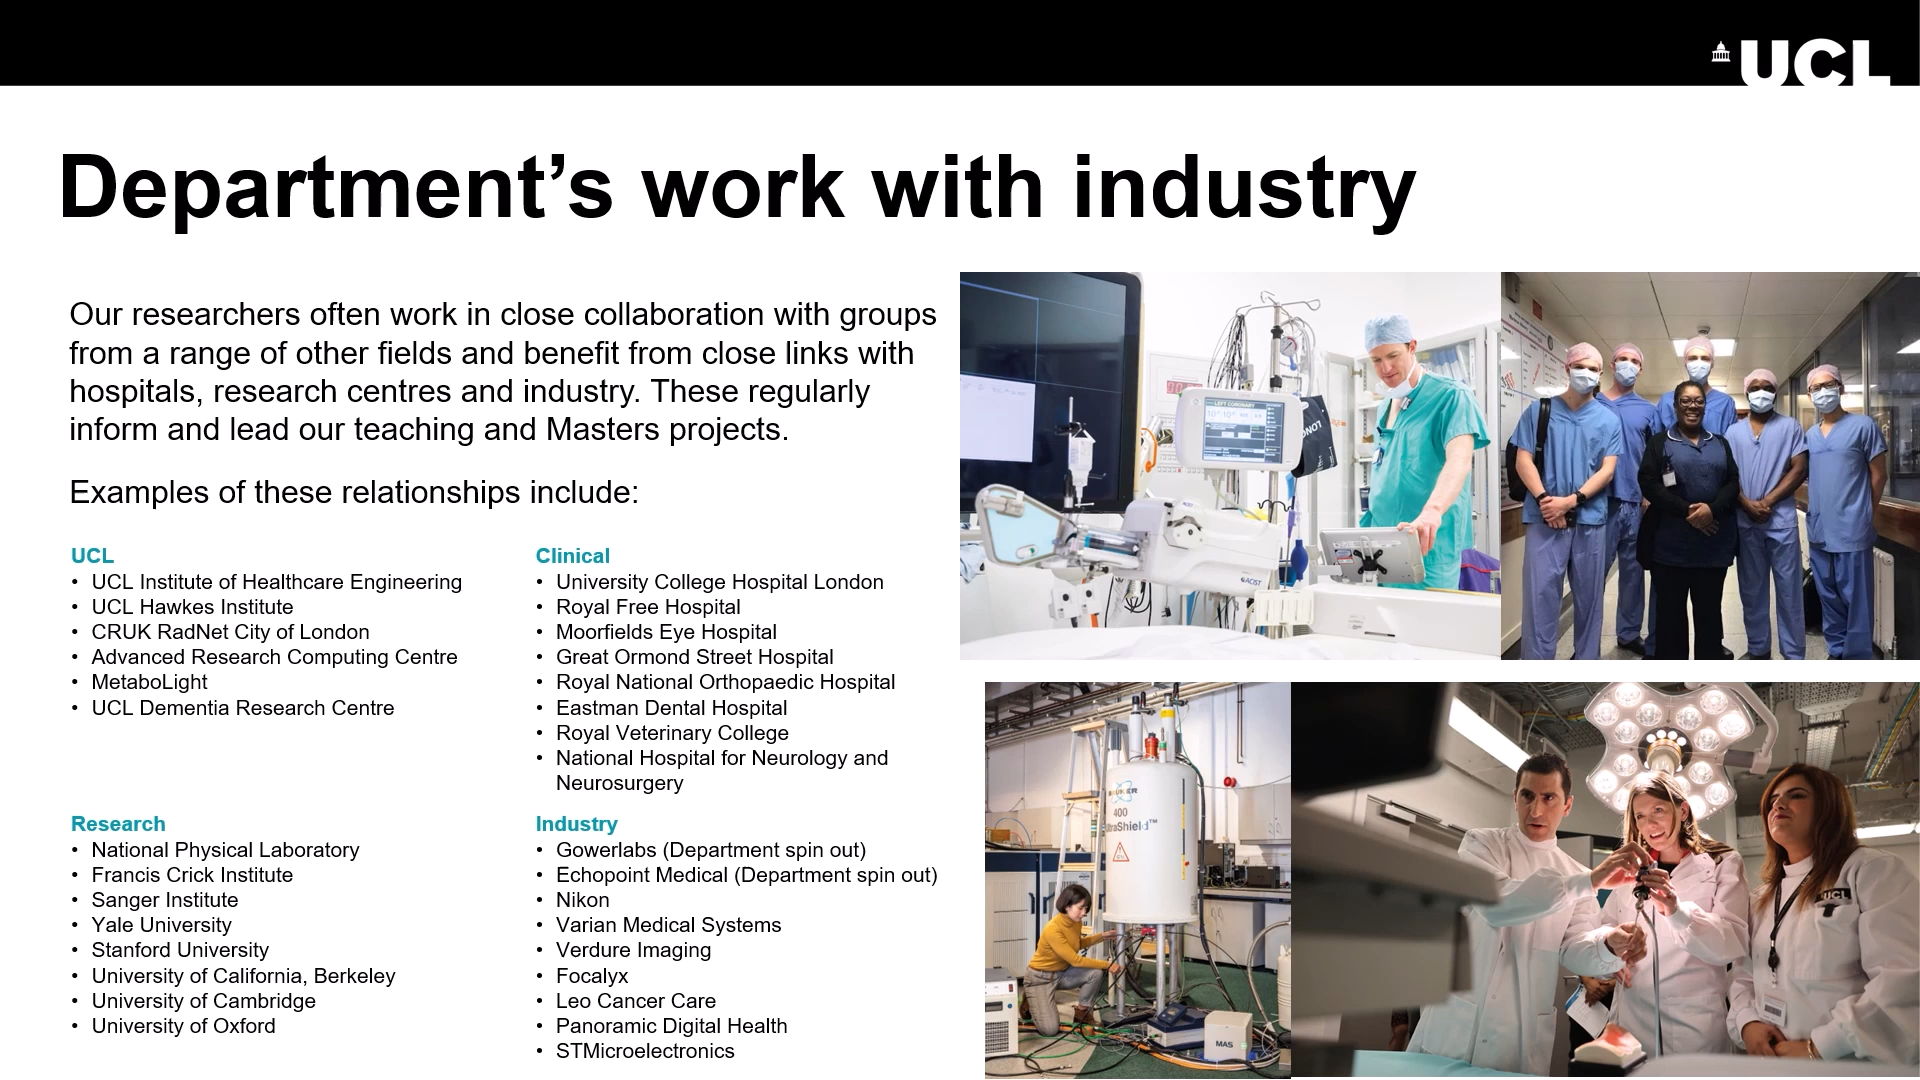 UCL
Department’s work with industry
Our researchers often work in close collaboration with groups
from a range of other fields and benefit from close links with
hospitals, research centres and industry. These regularly
inform and lead our teaching and Masters projects.
Examples of these relationships include:
UCL
• UCL Institute of Healthcare Engineering
• UCL Hawkes Institute
• CRUK RadNet City of London
• Advanced Research Computing Centre
• MetaboLight
• UCL Dementia Research Centre
Clinical
• University College Hospital London
• Royal Free Hospital
• Moorfields Eye Hospital
• Great Ormond Street Hospital
• Royal National Orthopaedic Hospital
• Eastman Dental Hospital
• Royal Veterinary College
• National Hospital for Neurology and
Neurosurgery
Research
• National Physical Laboratory
• Francis Crick Institute
• Sanger Institute
• Yale University
• Stanford University
• University of California, Berkeley
• University of Cambridge
• University of Oxford
Industry
• Gowerlabs (Department spin out)
• Echopoint Medical (Department spin out)
• Nikon
• Varian Medical Systems
• Verdure Imaging
• Focalyx
• Leo Cancer Care
• Panoramic Digital Health
• STMicroelectronics
LEFT CORONARY
ACIST
BRUKER
400
UltraShield™
MAS
UCL